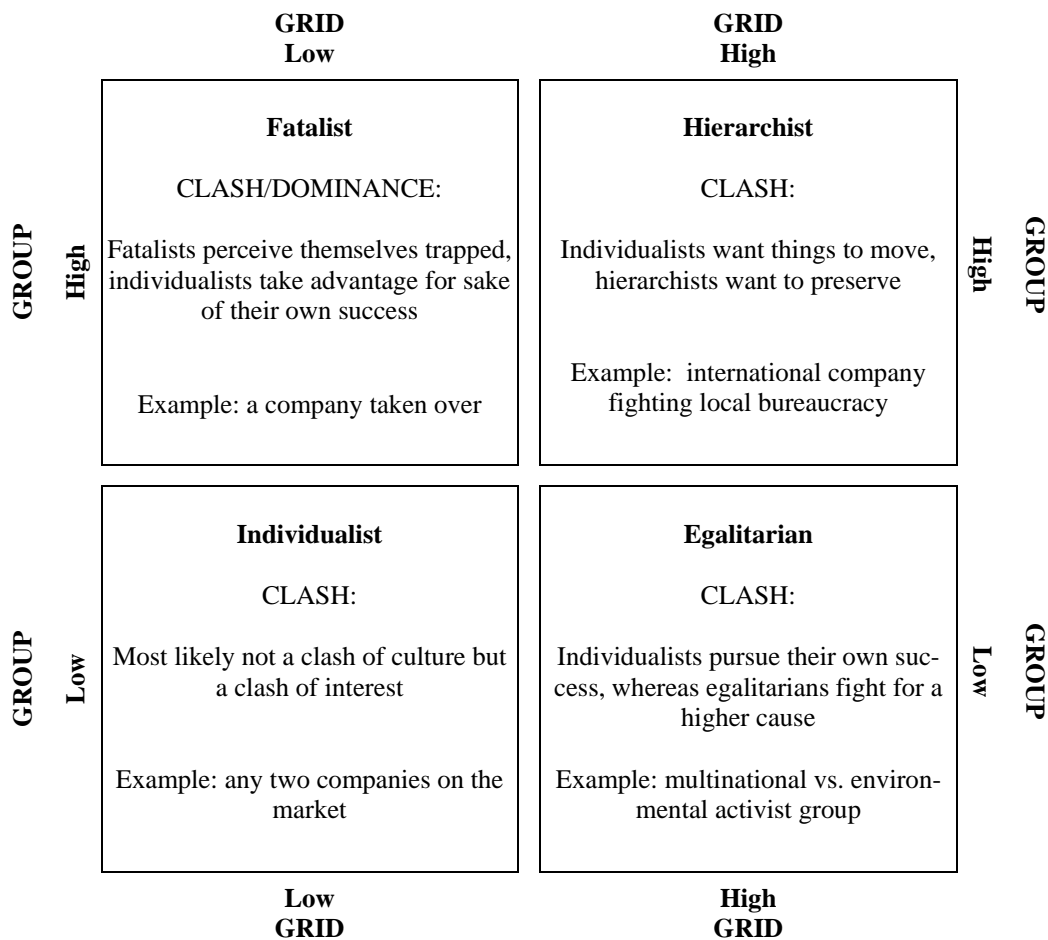 GRID
Low
GRID
High
GROUP
High
Fatalist
CLASH/DOMINANCE:
Fatalists perceive themselves trapped,
individualists take advantage for sake
of their own success
Example: a company taken over
Hierarchist
CLASH:
Individualists want things to move,
hierarchists want to preserve
Example: international company
fighting local bureaucracy
High
GROUP
GROUP
Low
Individualist
CLASH:
Most likely not a clash of culture but
a clash of interest
Example: any two companies on the
market
Egalitarian
CLASH:
Individualists pursue their own suc-
cess, whereas egalitarians fight for a
higher cause
Example: multinational vs. environ-
mental activist group
Low
GROUP
Low
GRID
High
GRID